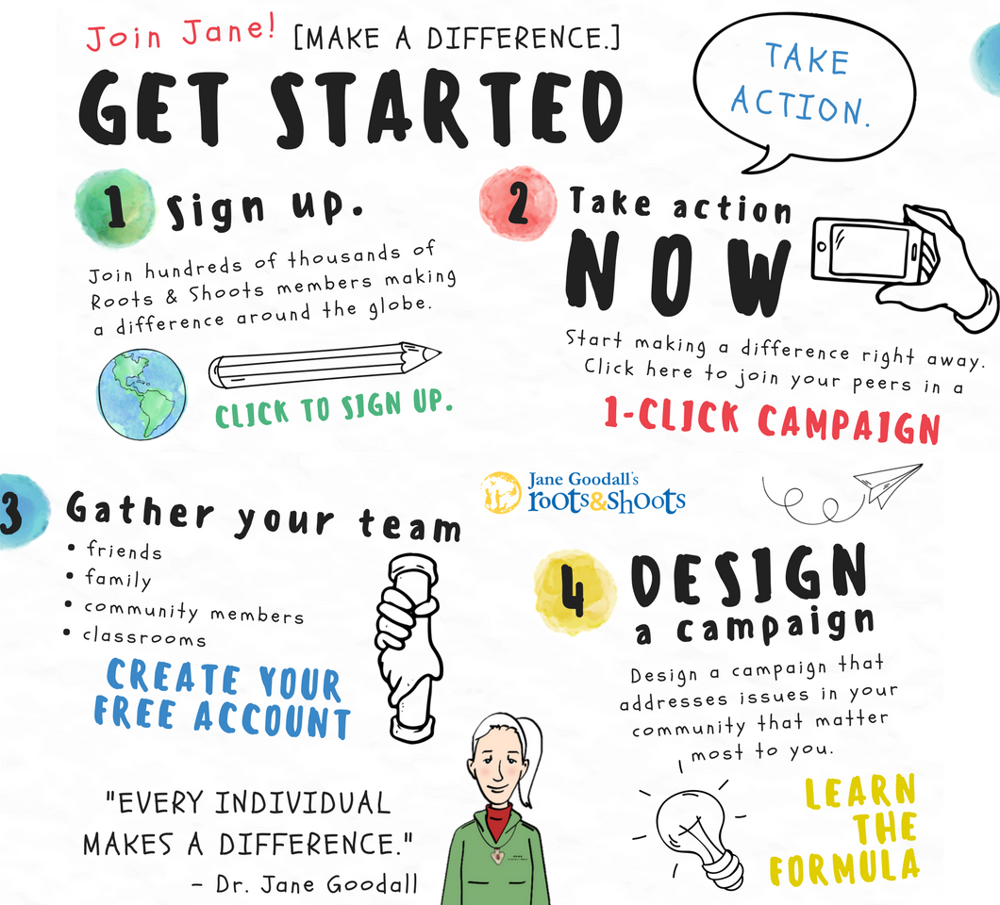 Join Jane! [MAKE A DIFFERENCE.]
GET STARTED
TAKE
ACTION.
1 Sign up.
Join hundreds of thousands of
Roots & Shoots members making
a difference around the globe.
CLICK TO SIGN UP.
2 Take action
NOW
Start making a difference right away.
Click here to join your peers in a
1-CLICK CAMPAIGN
3 Gather your team
• friends
• family
• community members
• classrooms
CREATE YOUR
FREE ACCOUNT
Jane Goodall's
roots&shoots
4 DESIGN
a campaign
Design a campaign that
addresses issues in your
community that matter
most to you.
LEARN
THE
FORMULA
"EVERY INDIVIDUAL
MAKES A DIFFERENCE."
– Dr. Jane Goodall